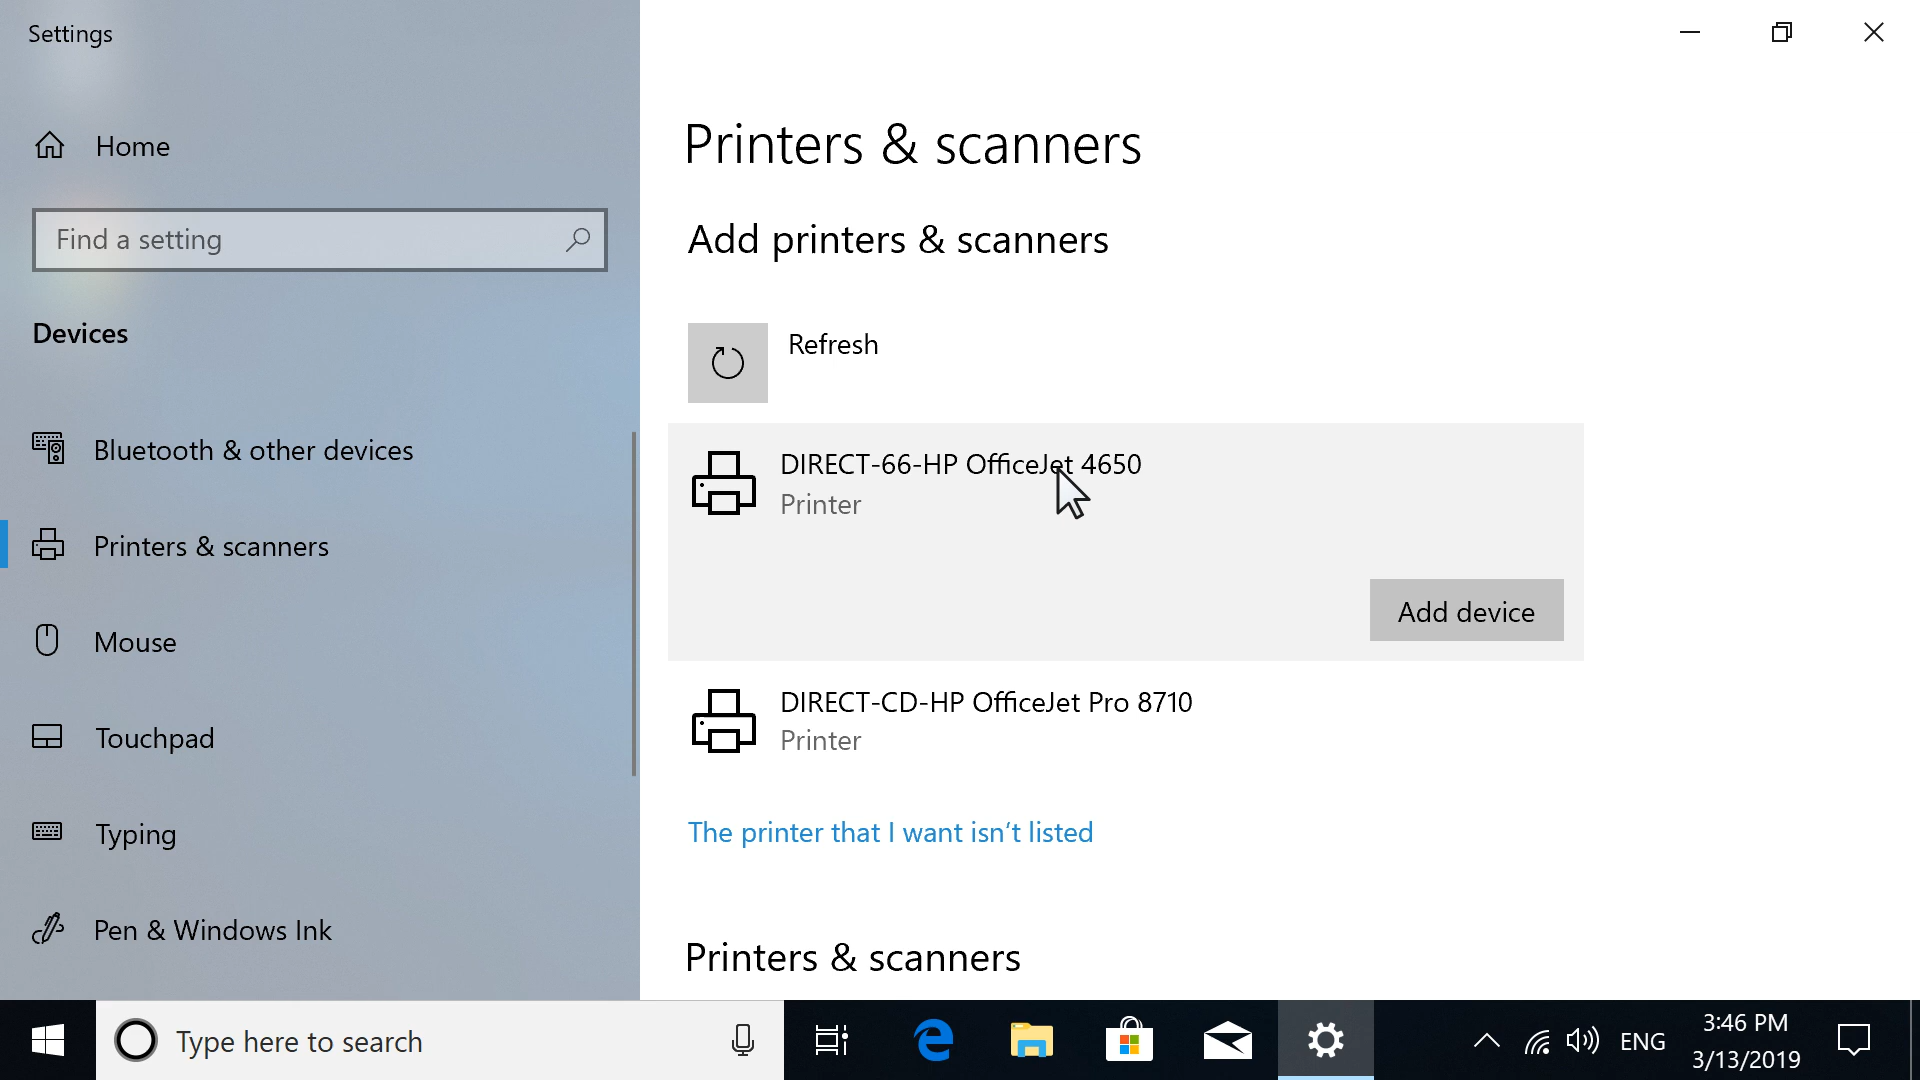 Settings
Home
Find a setting
Devices
Bluetooth & other devices
Printers & scanners
Mouse
Touchpad
Typing
Pen & Windows Ink
Printers & scanners
Add printers & scanners
Refresh
DIRECT-66-HP OfficeJet 4650
Printer
Add device
DIRECT-CD-HP OfficeJet Pro 8710
Printer
The printer that I want isn't listed
Printers & scanners
Type here to search
ENG
3:46 PM
3/13/2019